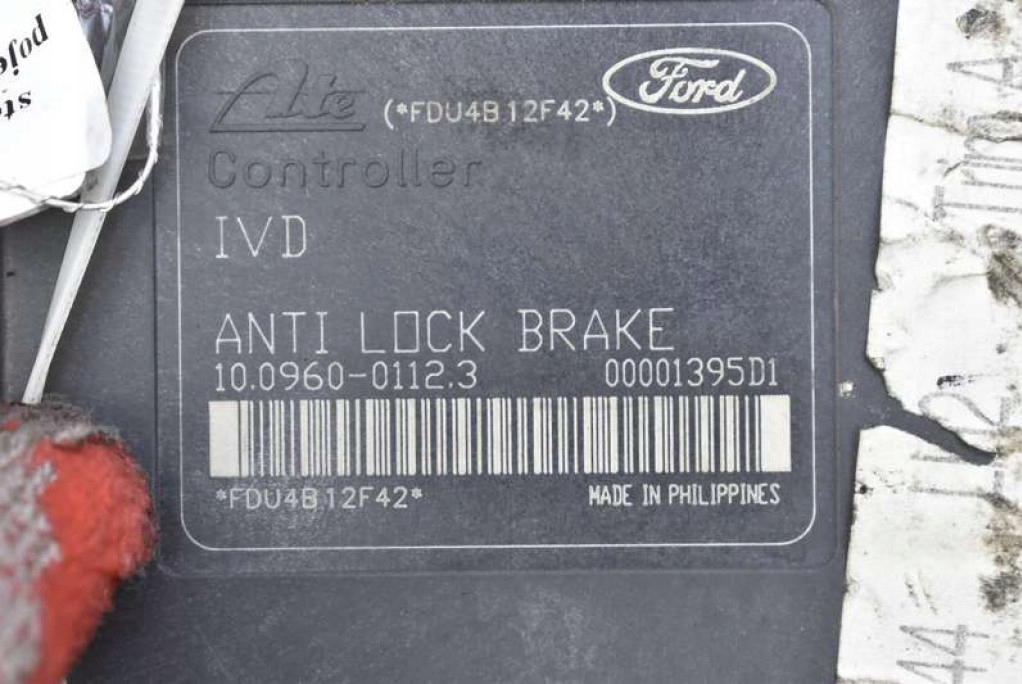 Ate (*FDU4B12F42*) Ford
Controller
IVD
ANTI LOCK BRAKE
10.0960-0112.3 00001395D1
*FDU4B12F42*
MADE IN PHILIPPINES